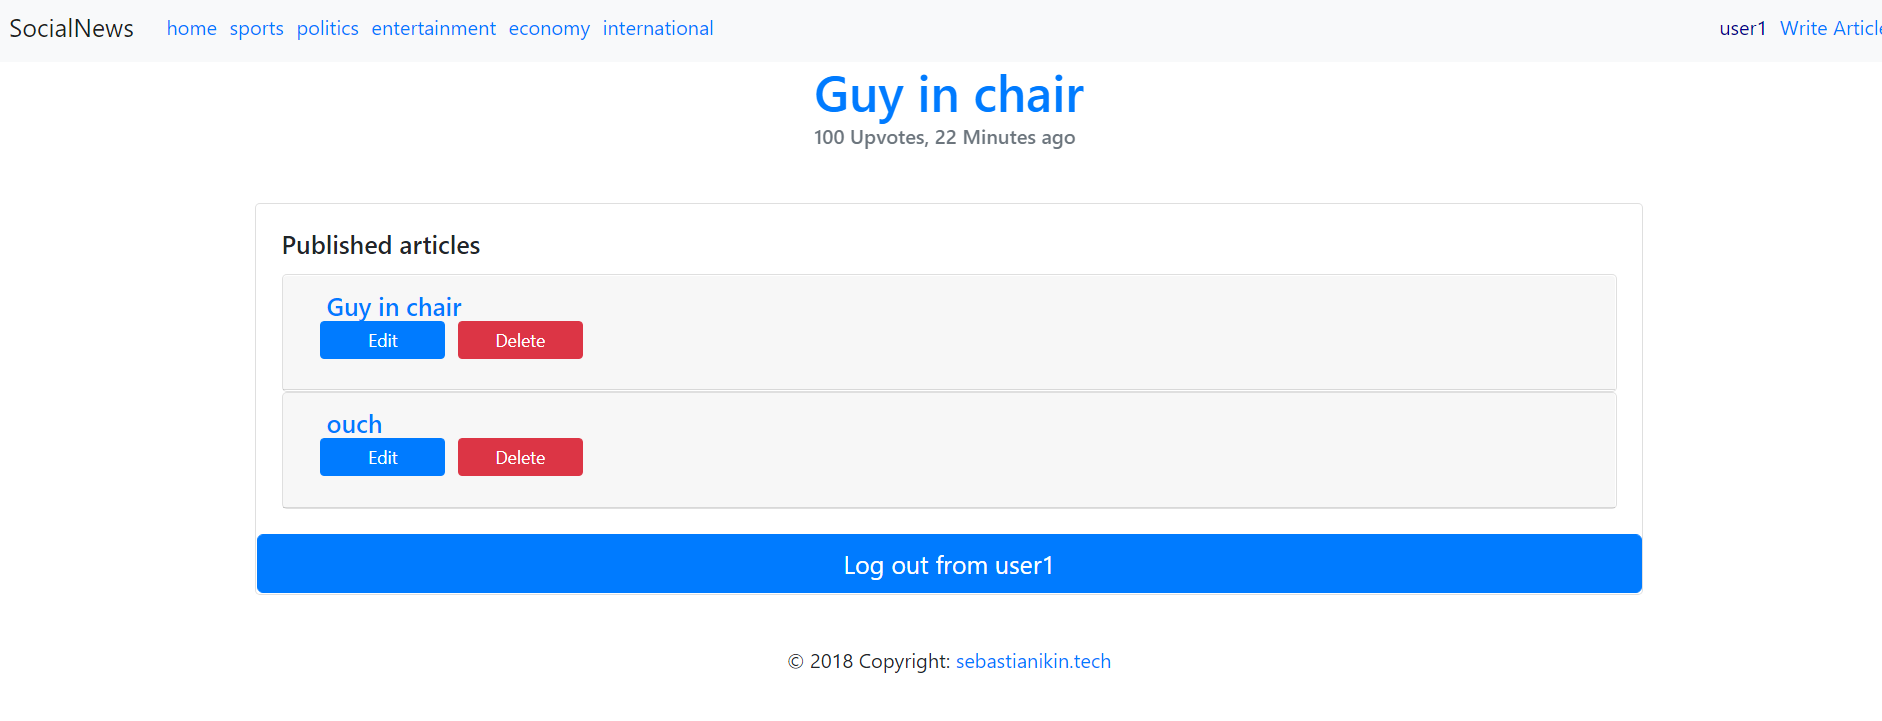 SocialNews home sports politics entertainment economy international user1 Write Article
Guy in chair
100 Upvotes, 22 Minutes ago
Published articles
Guy in chair
Edit Delete
ouch
Edit Delete
Log out from user1
© 2018 Copyright: sebastianikin.tech